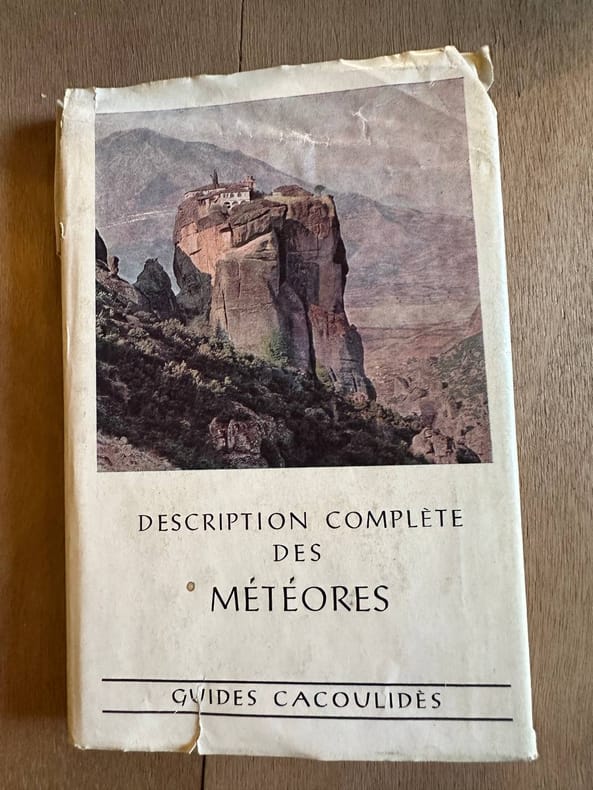 DESCRIPTION COMPLÈTE
DES
MÉTÉORES
GUIDES CACOULIDÈS